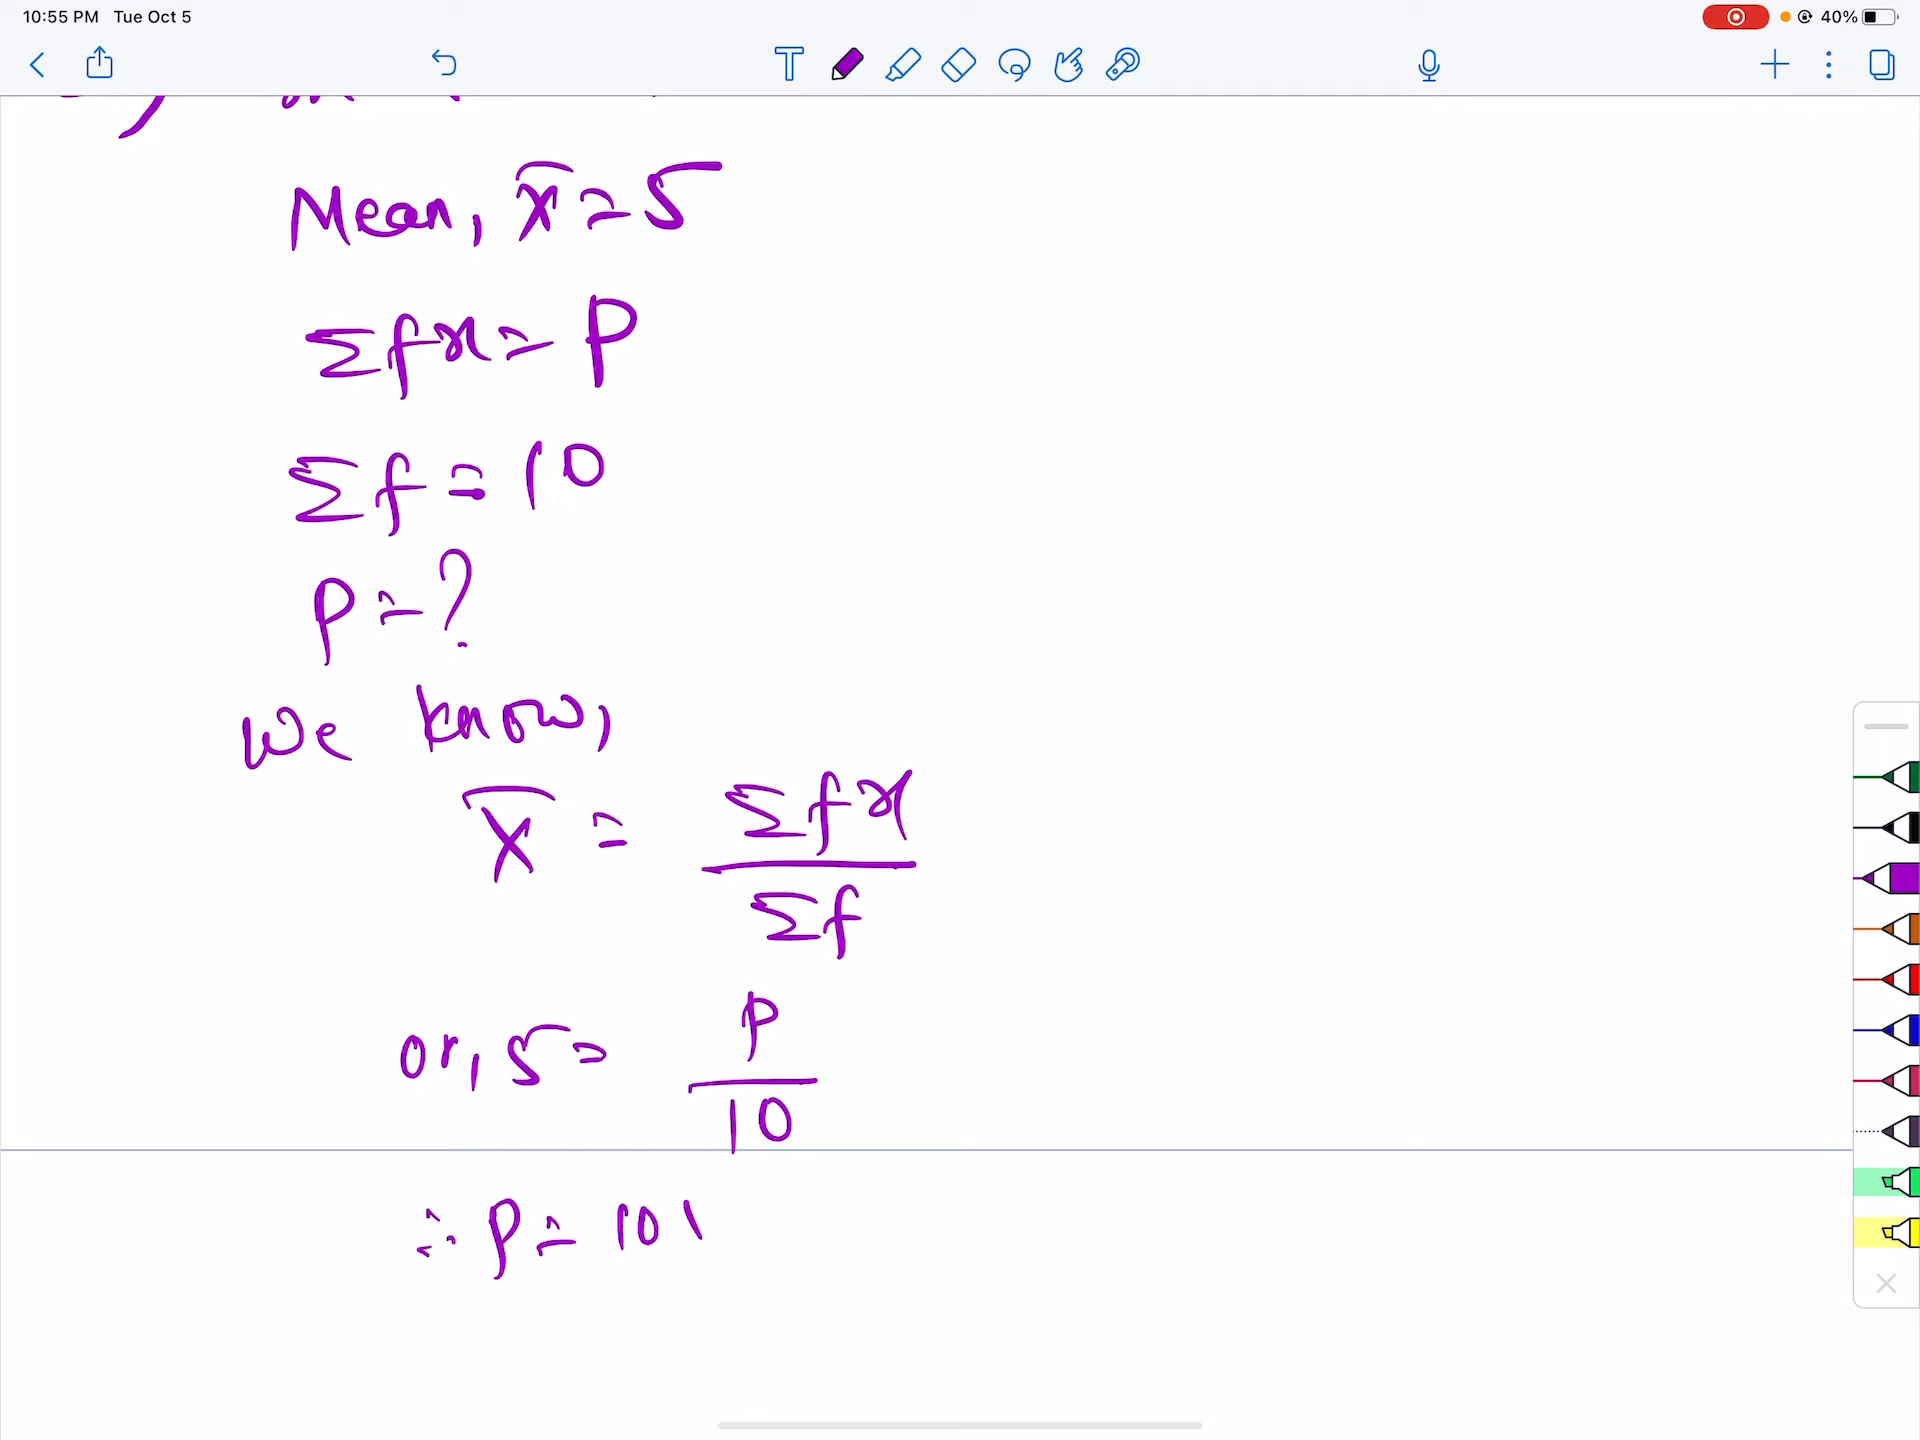 10:55 PM Tue Oct 5
40%
Mean, x̄ = 5
Σfx = P
Σf = 10
P = ?
We know,
x̄ = Σfx / Σf
or, 5 = P / 10
∴ P = 10